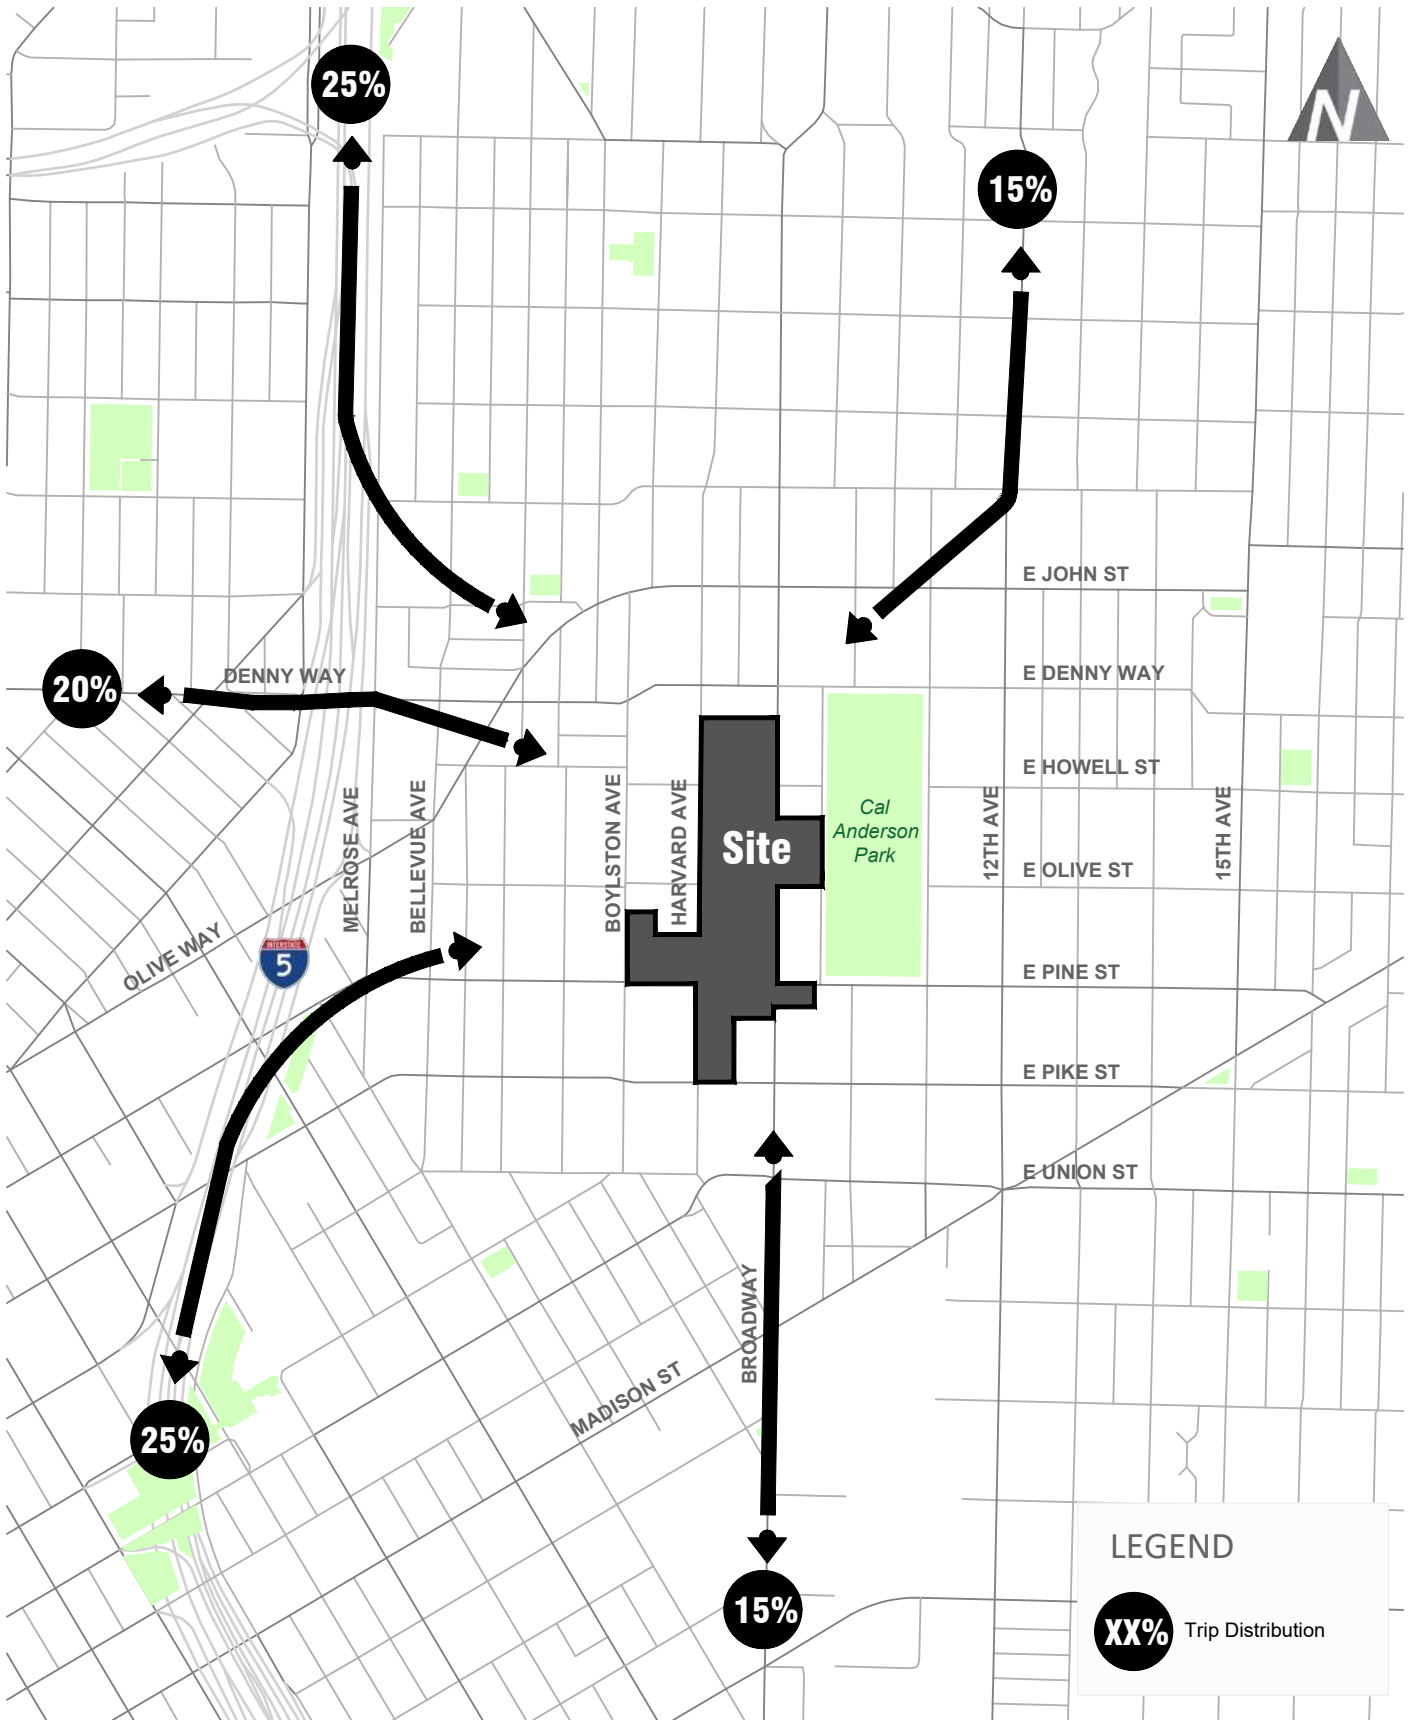 25%
N
15%
E JOHN ST
20%
DENNY WAY
E DENNY WAY
E HOWELL ST
MELROSE AVE
BELLEVUE AVE
BOYLSTON AVE
HARVARD AVE
Site
Cal
Anderson
Park
12TH AVE
15TH AVE
E OLIVE ST
OLIVE WAY
INTERSTATE
5
E PINE ST
E PIKE ST
E UNION ST
BROADWAY
MADISON ST
25%
15%
LEGEND
XX%
Trip Distribution